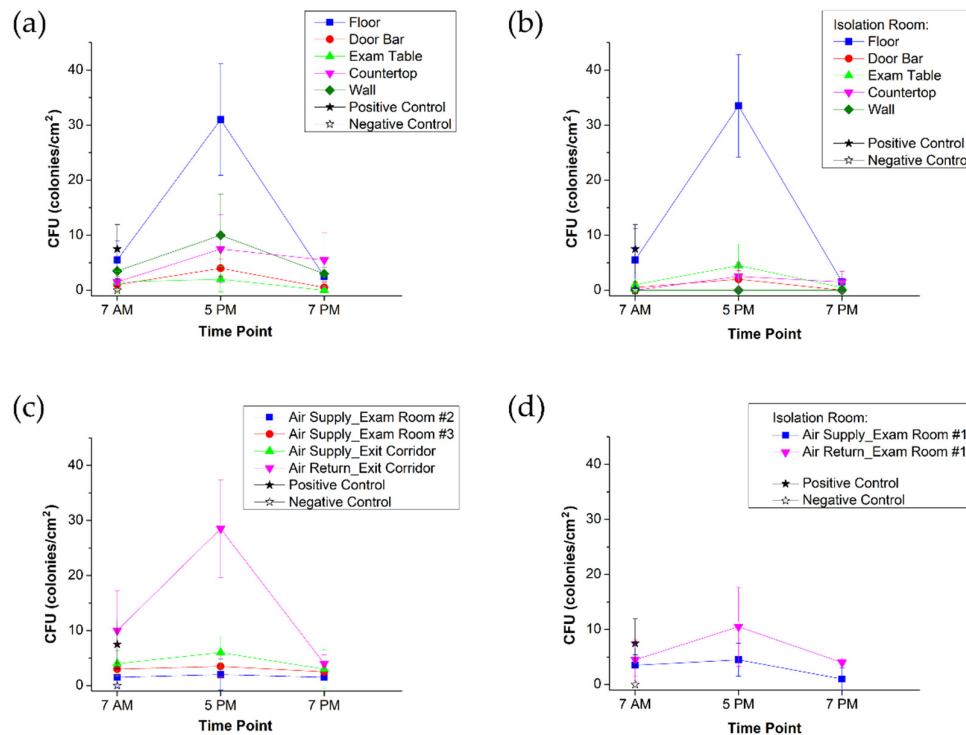 (a)
Floor
Door Bar
Exam Table
Countertop
Wall
Positive Control
Negative Control
40
30
20
10
0
CFU (colonies/cm²)
7 AM
5 PM
7 PM
Time Point
(b)
Isolation Room:
Floor
Door Bar
Exam Table
Countertop
Wall
Positive Control
Negative Control
40
30
20
10
0
CFU (colonies/cm²)
7 AM
5 PM
7 PM
Time Point
(c)
Air Supply_Exam Room #2
Air Supply_Exam Room #3
Air Supply_Exit Corridor
Air Return_Exit Corridor
Positive Control
Negative Control
40
30
20
10
0
CFU (colonies/cm²)
7 AM
5 PM
7 PM
Time Point
(d)
Isolation Room:
Air Supply_Exam Room #1
Air Return_Exam Room #1
Positive Control
Negative Control
40
30
20
10
0
CFU (colonies/cm²)
7 AM
5 PM
7 PM
Time Point